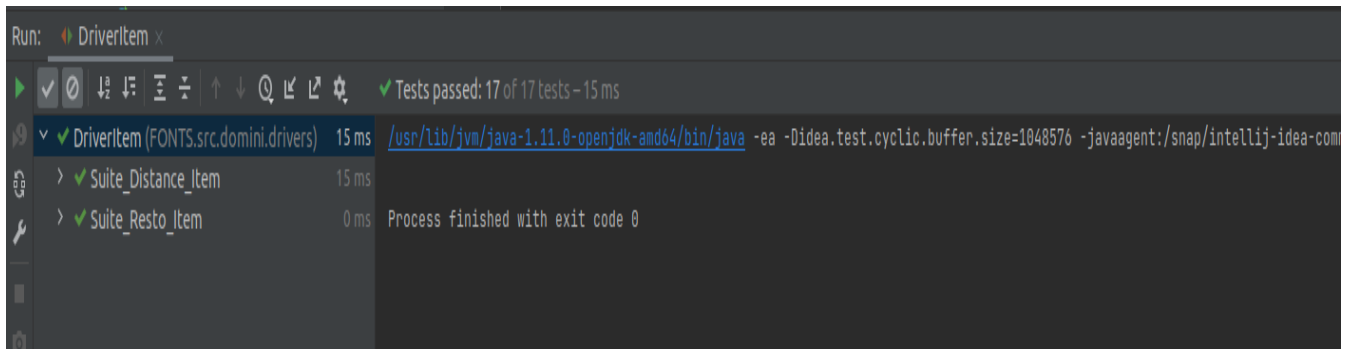 Run: DriverItem ×
Tests passed: 17 of 17 tests – 15 ms
DriverItem (FONTS.src.domini.drivers) 15 ms /usr/lib/jvm/java-1.11.0-openjdk-amd64/bin/java -ea -Didea.test.cyclic.buffer.size=1048576 -javaagent:/snap/intellij-idea-com
Suite_Distance_Item 15 ms
Suite_Resto_Item 0 ms Process finished with exit code 0